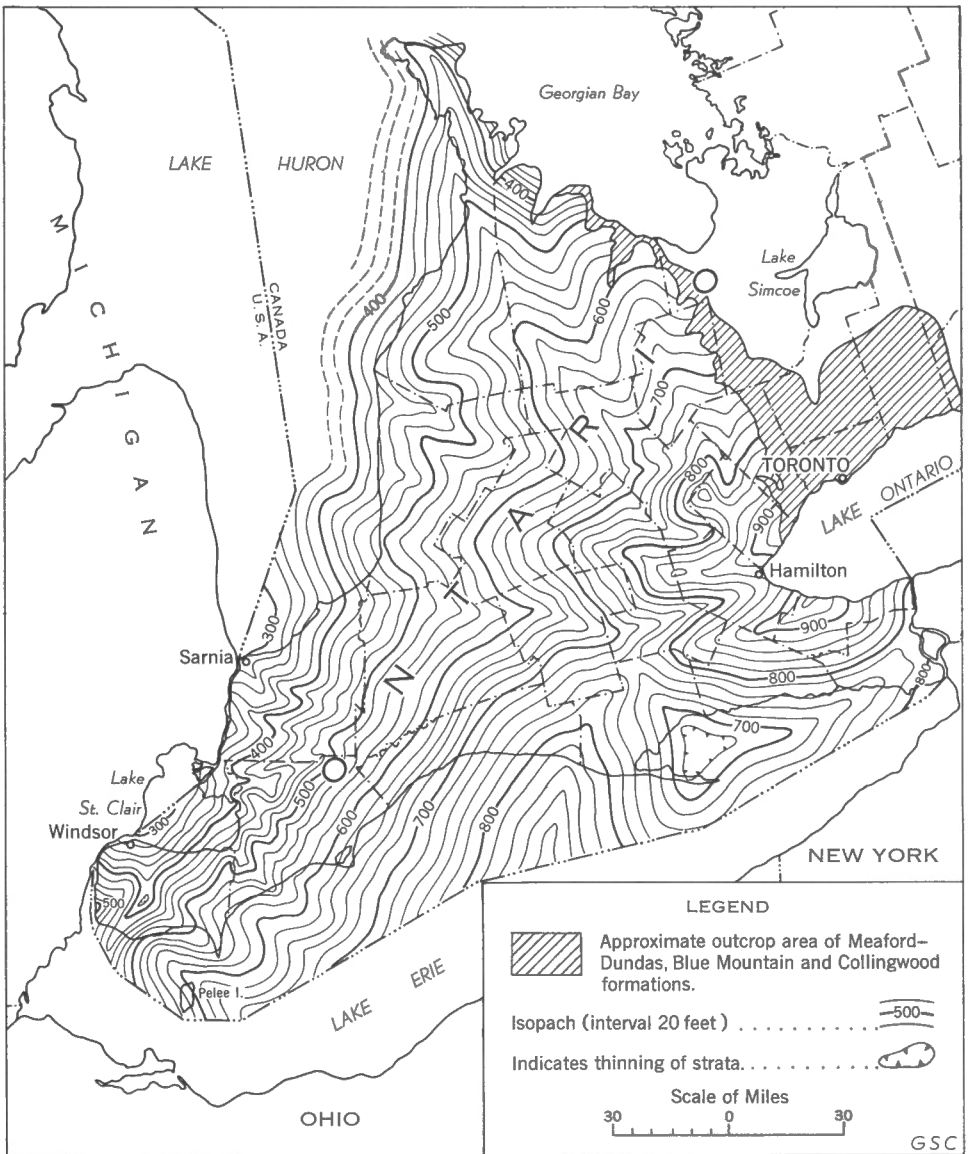 Georgian Bay
LAKE HURON
MICHIGAN
CANADA
U.S.A.
Lake
Simcoe
400
400
500
600
700
800
TORONTO
900
LAKE ONTARIO
Hamilton
900
800
800
700
ONTARI
300
Sarnia
400
500
600
700
800
Lake
St. Clair
Windsor
300
500
Pelee I.
LAKE ERIE
NEW YORK
OHIO
LEGEND
Approximate outcrop area of Meaford–
Dundas, Blue Mountain and Collingwood
formations.
Isopach (interval 20 feet) . . . . . . . . . . . . 500
Indicates thinning of strata. . . . . . . . . . .
Scale of Miles
30 0 30
GSC